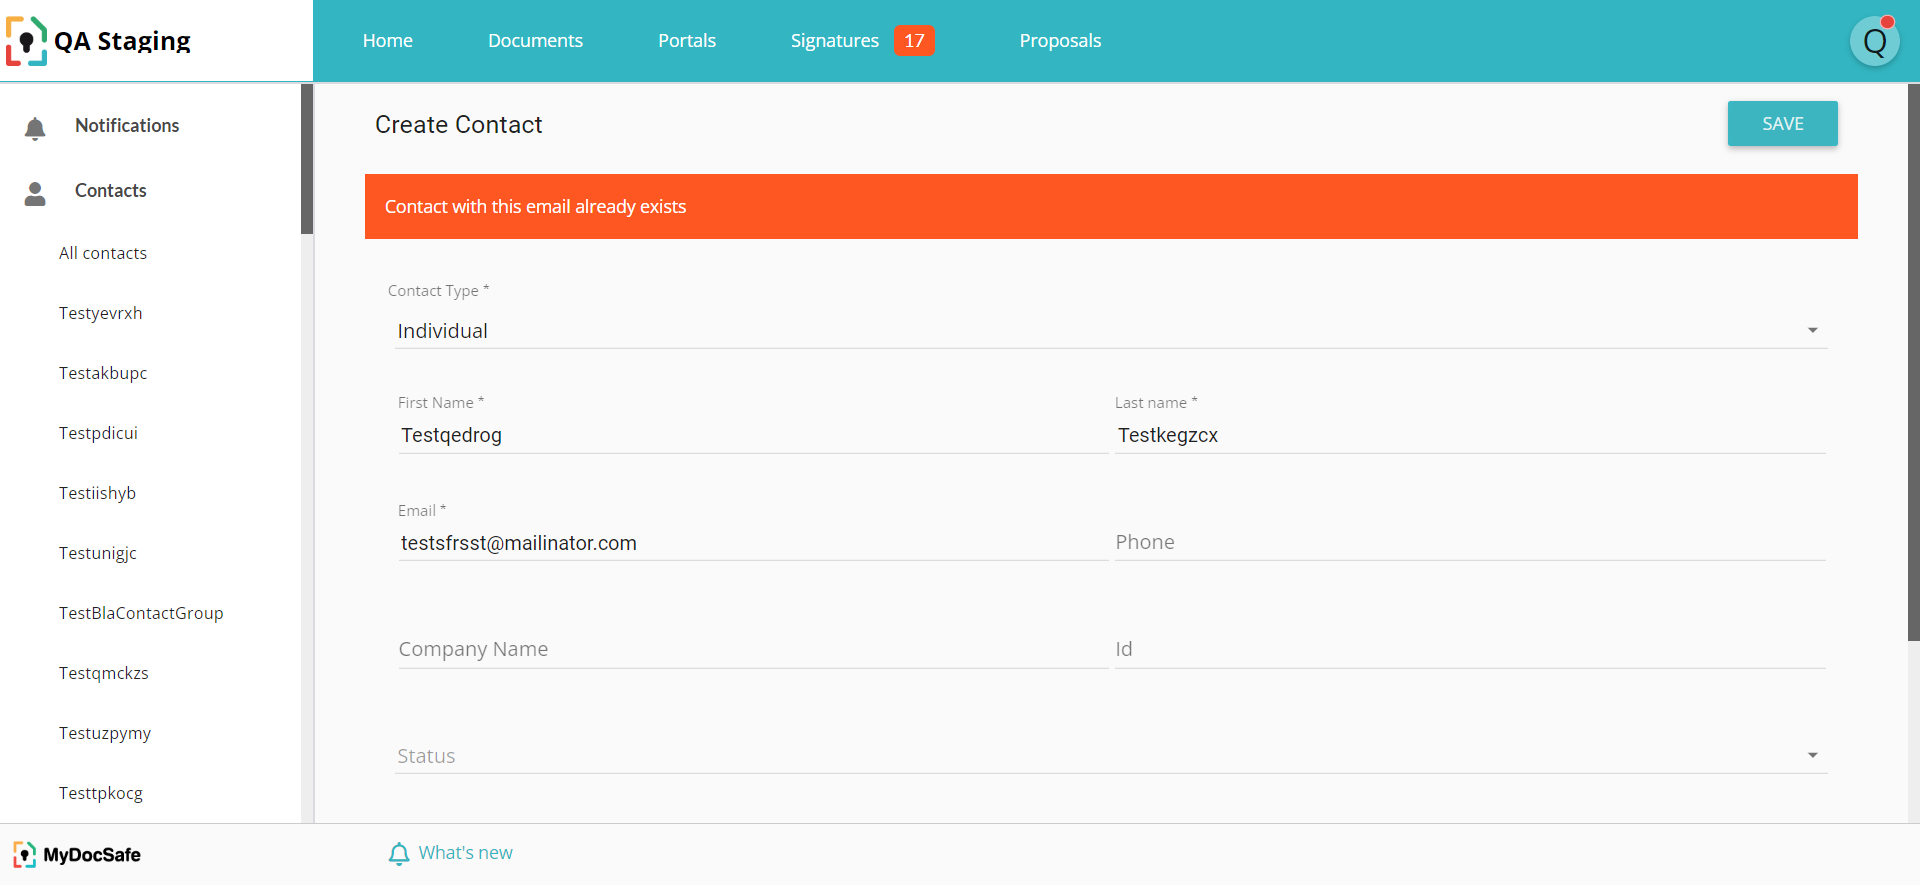 QA Staging
Home Documents Portals Signatures 17 Proposals
Q
Notifications
Contacts
All contacts
Testyevrxh
Testakbupc
Testpdicui
Testiishyb
Testunigjc
TestBlaContactGroup
Testqmckzs
Testuzpymy
Testtpkocg
Create Contact
SAVE
Contact with this email already exists
Contact Type *
Individual
First Name * Last name *
Testqedrog Testkegzcx
Email *
testsfrsst@mailinator.com Phone
Company Name Id
Status
MyDocSafe What's new